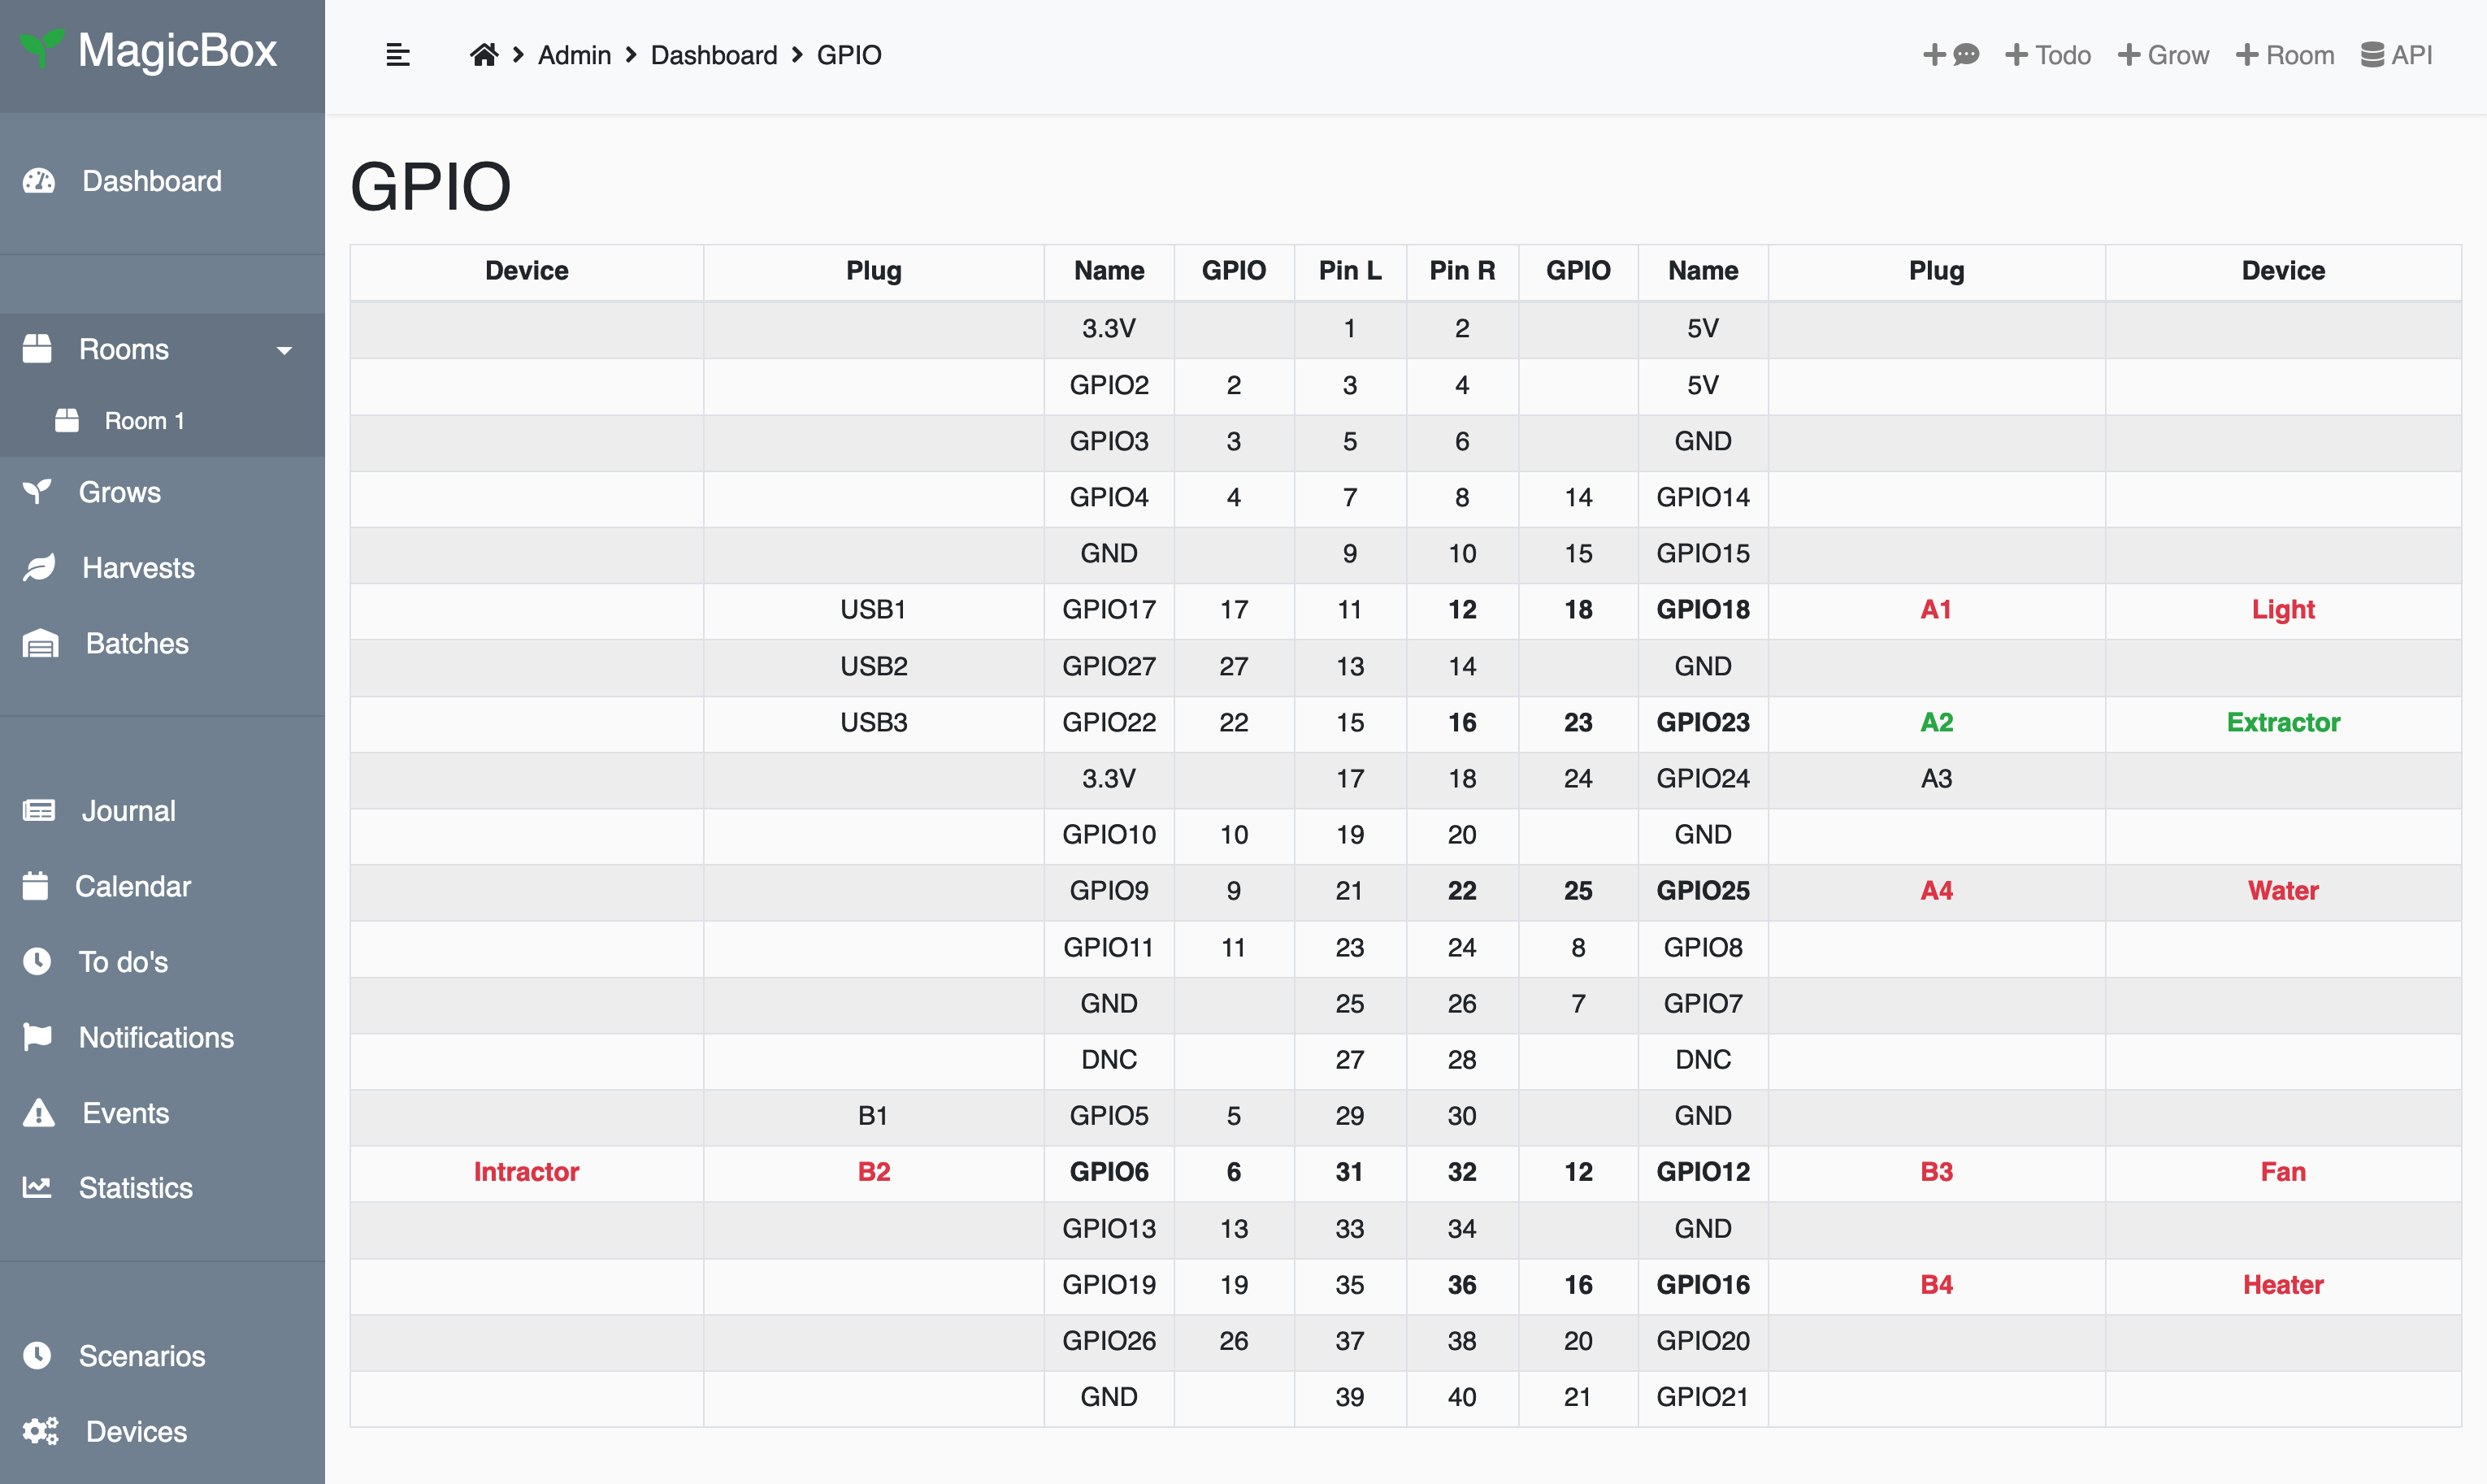 MagicBox
Admin Dashboard GPIO
Todo Grow Room API
Dashboard
Rooms
Room 1
Grows
Harvests
Batches
Journal
Calendar
To do's
Notifications
Events
Statistics
Scenarios
Devices
GPIO
Device Plug Name GPIO Pin L Pin R GPIO Name Plug Device
3.3V 1 2 5V
GPIO2 2 3 4 5V
GPIO3 3 5 6 GND
GPIO4 4 7 8 14 GPIO14
GND 9 10 15 GPIO15
USB1 GPIO17 17 11 12 18 GPIO18 A1 Light
USB2 GPIO27 27 13 14 GND
USB3 GPIO22 22 15 16 23 GPIO23 A2 Extractor
3.3V 17 18 24 GPIO24 A3
GPIO10 10 19 20 GND
GPIO9 9 21 22 25 GPIO25 A4 Water
GPIO11 11 23 24 8 GPIO8
GND 25 26 7 GPIO7
DNC 27 28 DNC
B1 GPIO5 5 29 30 GND
Intractor B2 GPIO6 6 31 32 12 GPIO12 B3 Fan
GPIO13 13 33 34 GND
GPIO19 19 35 36 16 GPIO16 B4 Heater
GPIO26 26 37 38 20 GPIO20
GND 39 40 21 GPIO21